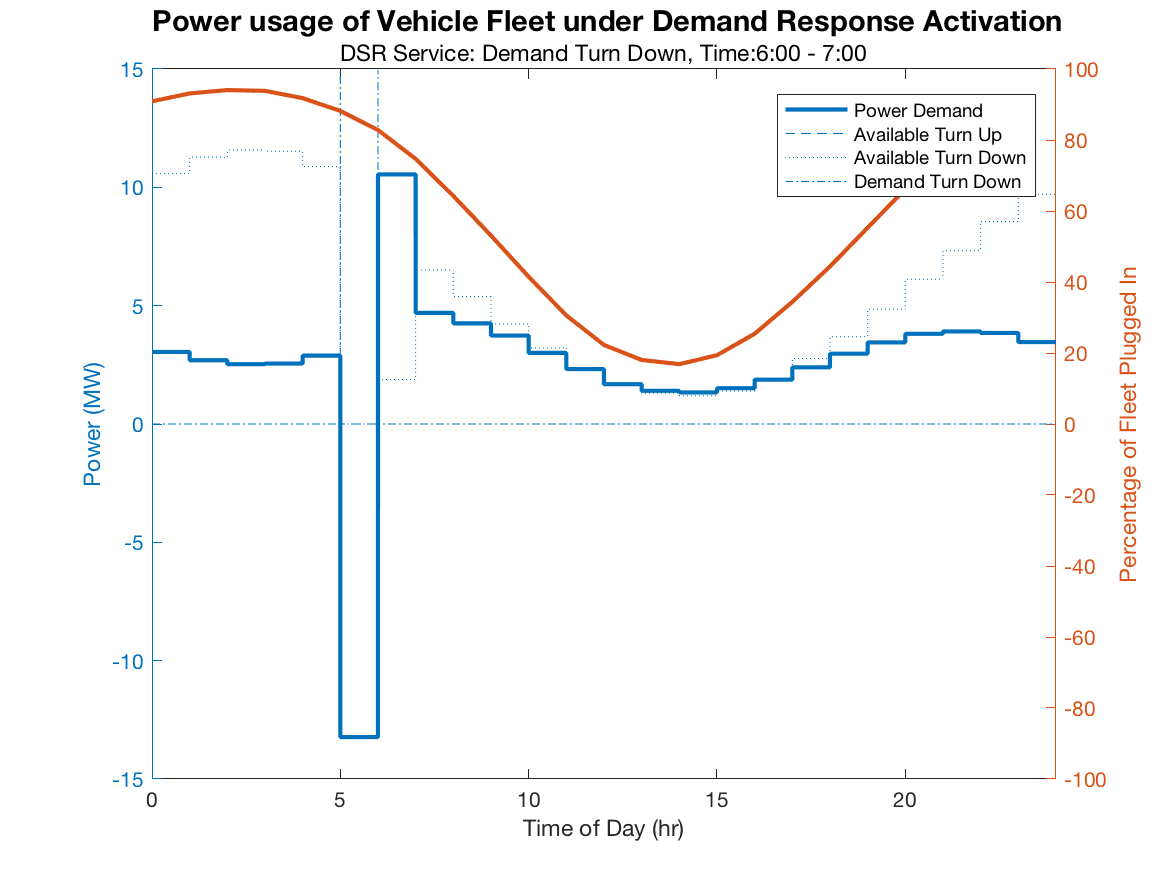 Power usage of Vehicle Fleet under Demand Response Activation
DSR Service: Demand Turn Down, Time:6:00 - 7:00
Power Demand
Available Turn Up
Available Turn Down
Demand Turn Down
Power (MW)
15
10
5
0
-5
-10
-15
0
5
10
15
20
Time of Day (hr)
100
80
60
40
20
0
-20
-40
-60
-80
-100
Percentage of Fleet Plugged In